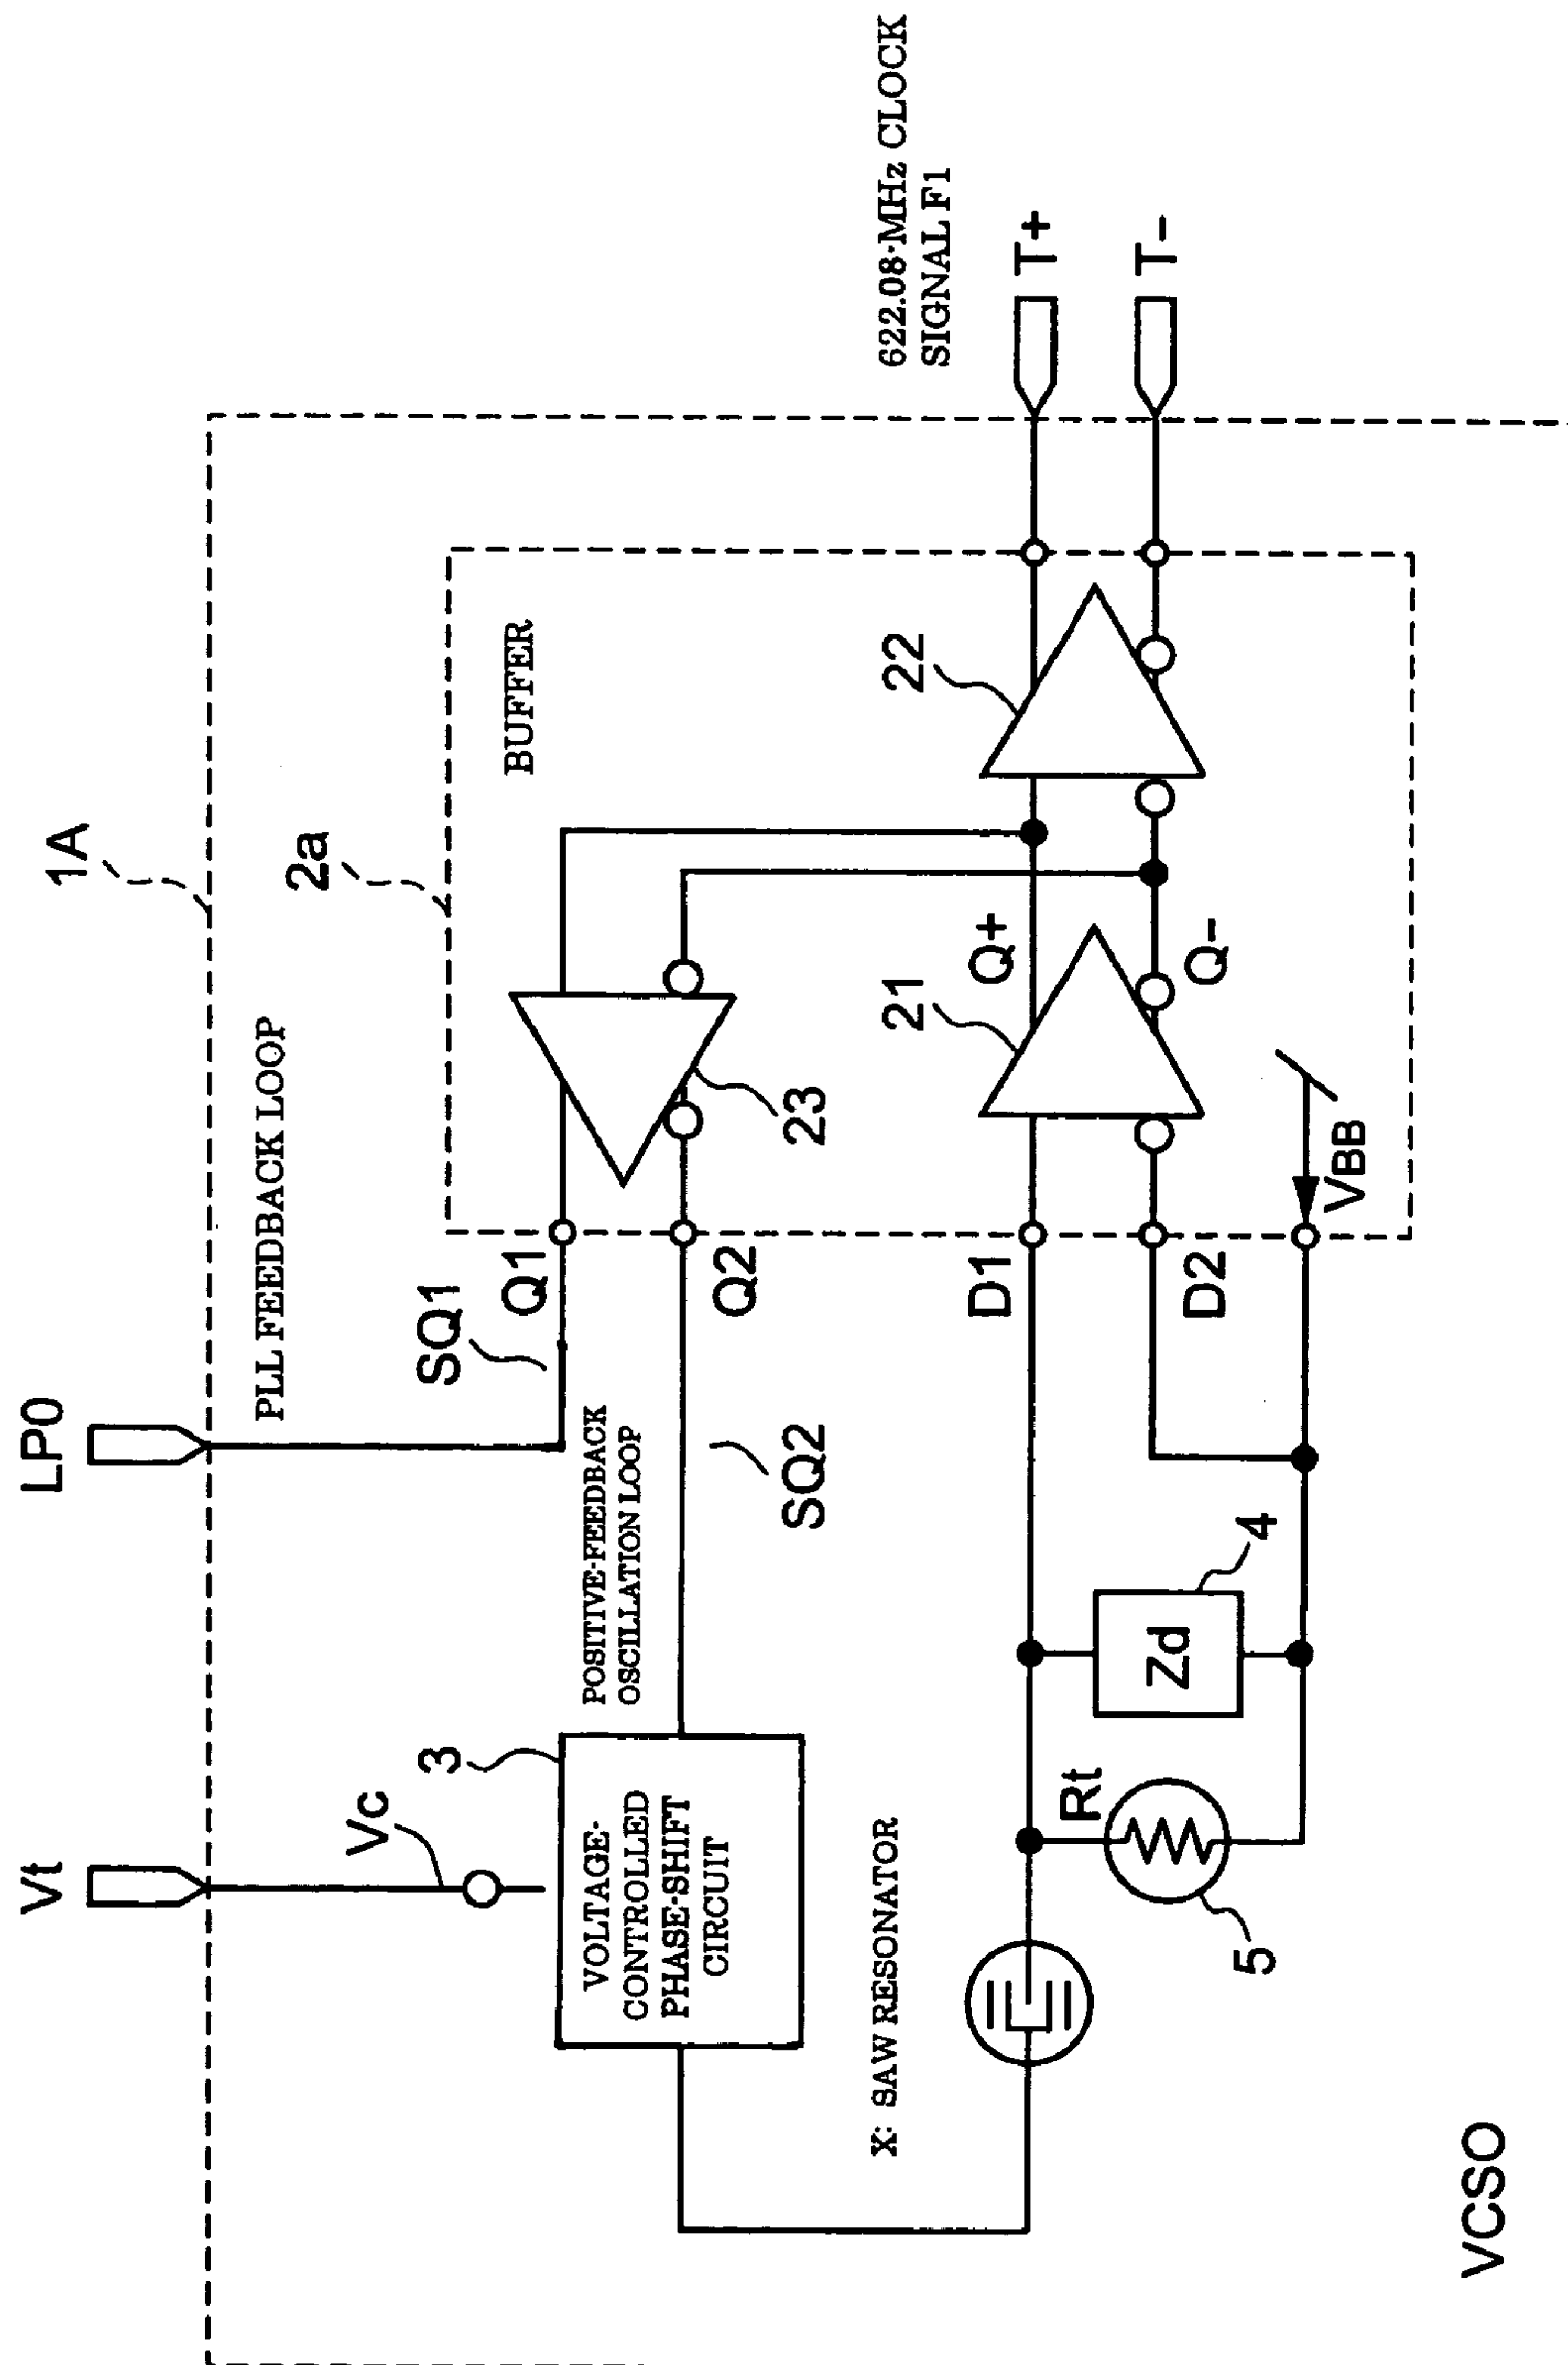 1A
LP0
Vt
2a
PLL FEEDBACK LOOP
Vc
SQ1
Q1
BUFFER
3
VOLTAGE-
CONTROLLED
PHASE-SHIFT
CIRCUIT
POSITIVE-FEEDBACK
OSCILLATION LOOP
SQ2
Q2
23
622.08-MHz CLOCK
SIGNAL F1
X: SAW RESONATOR
21
22
D1
Q+
T+
Rt
Zd
4
5
D2
Q-
T-
VBB
VCSO